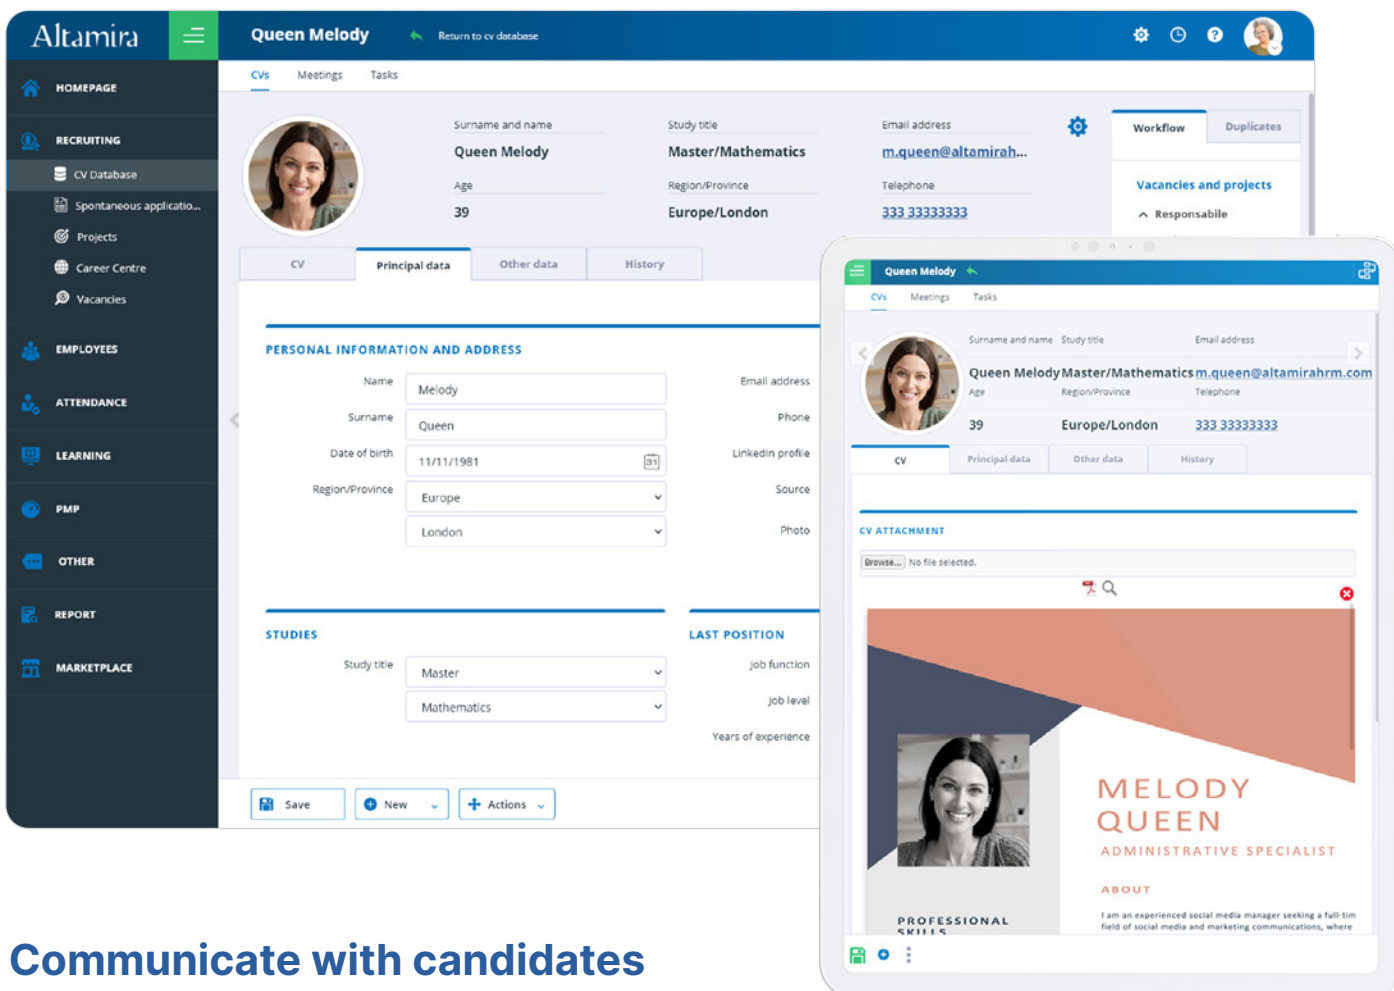 Altamira
Queen Melody
Return to cv database
HOMEPAGE
RECRUITING
CV Database
Spontaneous applicatio...
Projects
Career Centre
Vacancies
EMPLOYEES
ATTENDANCE
LEARNING
PMP
OTHER
REPORT
MARKETPLACE
CVs Meetings Tasks
Surname and name Study title Email address
Queen Melody Master/Mathematics m.queen@altamirah...
Age Region/Province Telephone
39 Europe/London 333 33333333
Workflow Duplicates
Vacancies and projects
Responsabile
CV Principal data Other data History
PERSONAL INFORMATION AND ADDRESS
Name Melody Email address
Surname Queen Phone
Date of birth 11/11/1981 31 Linkedin profile
Region/Province Europe Source
London Photo
STUDIES LAST POSITION
Study title Master Job function
Mathematics Job level
Years of experience
Save New Actions
Queen Melody
CVs Meetings Tasks
Surname and name Study title Email address
Queen Melody Master/Mathematics m.queen@altamirahrm.com
Age Region/Province Telephone
39 Europe/London 333 33333333
CV Principal data Other data History
CV ATTACHMENT
Browse... No file selected.
MELODY
QUEEN
ADMINISTRATIVE SPECIALIST
ABOUT
I am an experienced social media manager seeking a full-tim
field of social media and marketing communications, where
PROFESSIONAL
SKILLS
Communicate with candidates